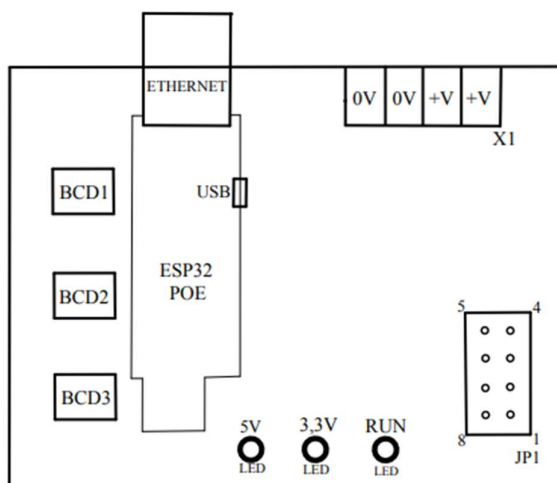 ETHERNET
0V 0V +V +V
X1
BCD1
USB
ESP32
POE
BCD2
5 4
BCD3
5V 3,3V RUN
LED LED LED
8 1
JP1